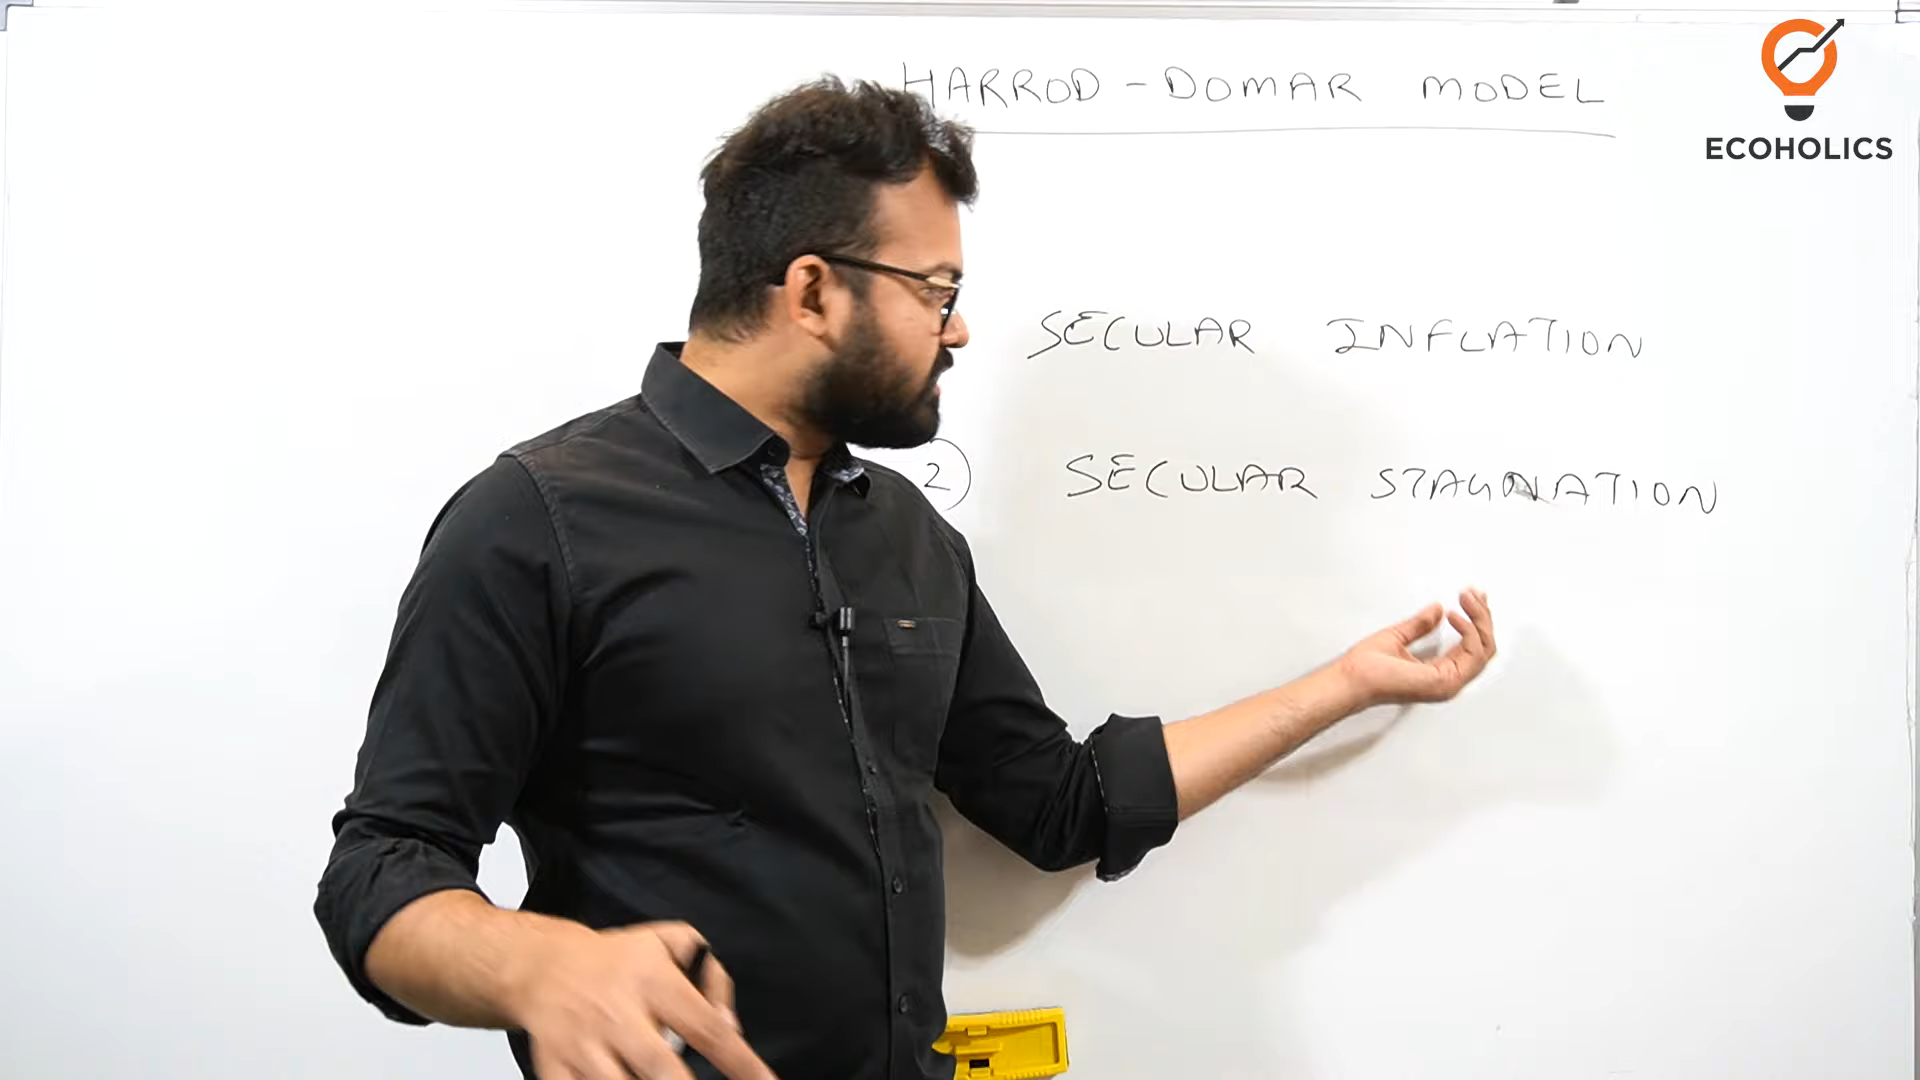 HARROD - DOMAR MODEL
ECOHOLICS
SECULAR INFLATION
2 SECULAR STAGNATION